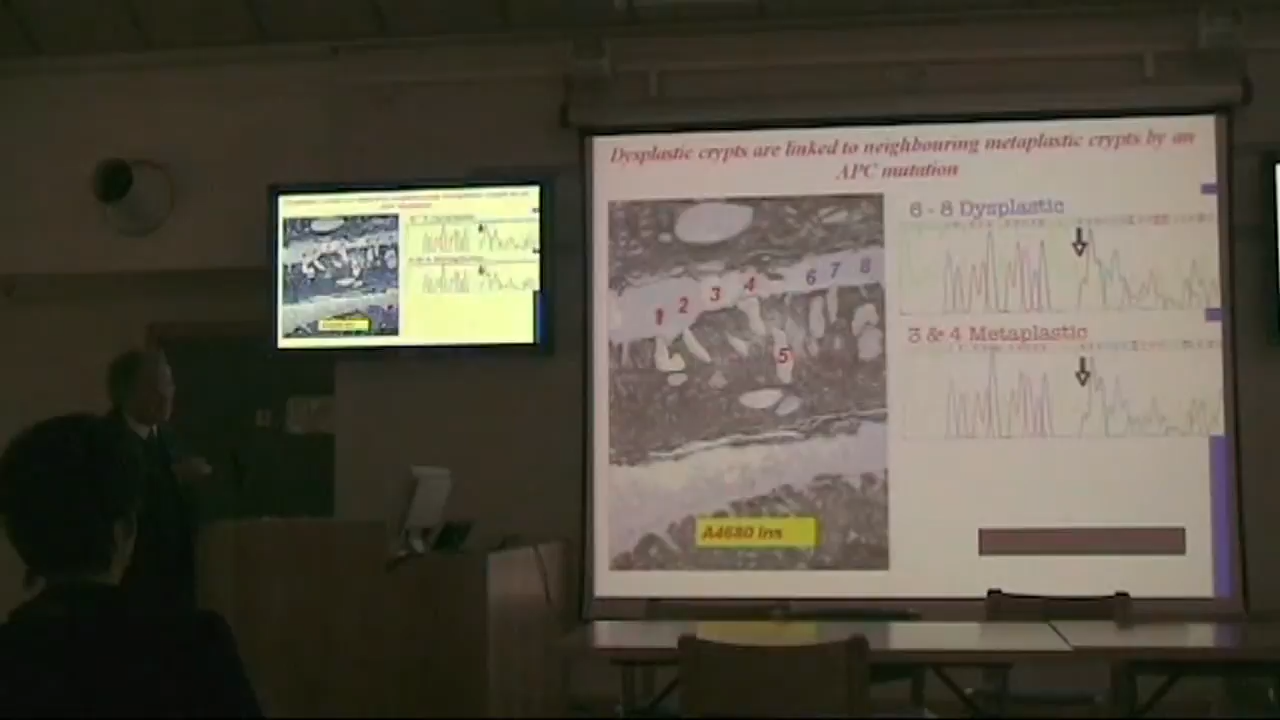 Dysplastic crypts are linked to neighbouring metaplastic crypts by an
APC mutation
6 - 8 Dysplastic
1 2 3 4 6 7 8
3 & 4 Metaplastic
5
A4680 ins